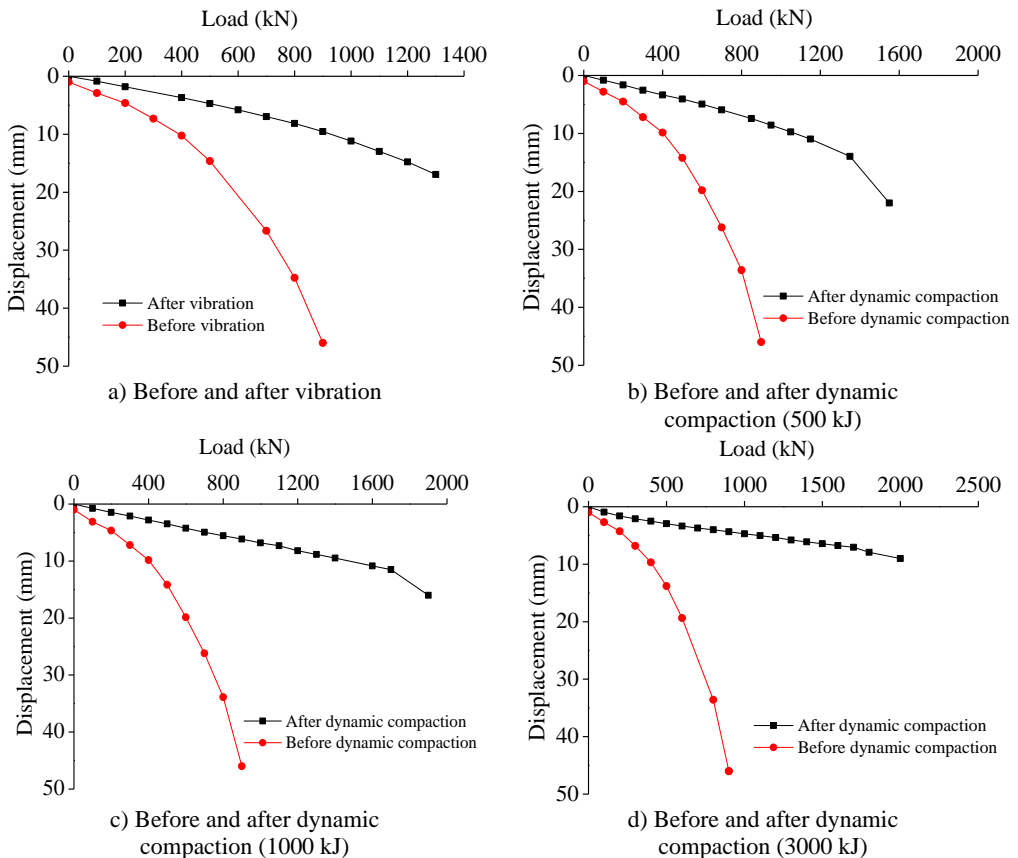 Load (kN)
0 200 400 600 800 1000 1200 1400
0
10
20
30
40
50
Displacement (mm)
After vibration
Before vibration
a) Before and after vibration
Load (kN)
0 400 800 1200 1600 2000
0
10
20
30
40
50
Displacement (mm)
After dynamic compaction
Before dynamic compaction
b) Before and after dynamic
compaction (500 kJ)
Load (kN)
0 400 800 1200 1600 2000
0
10
20
30
40
50
Displacement (mm)
After dynamic compaction
Before dynamic compaction
c) Before and after dynamic
compaction (1000 kJ)
Load (kN)
0 500 1000 1500 2000 2500
0
10
20
30
40
50
Displacement (mm)
After dynamic compaction
Before dynamic compaction
d) Before and after dynamic
compaction (3000 kJ)